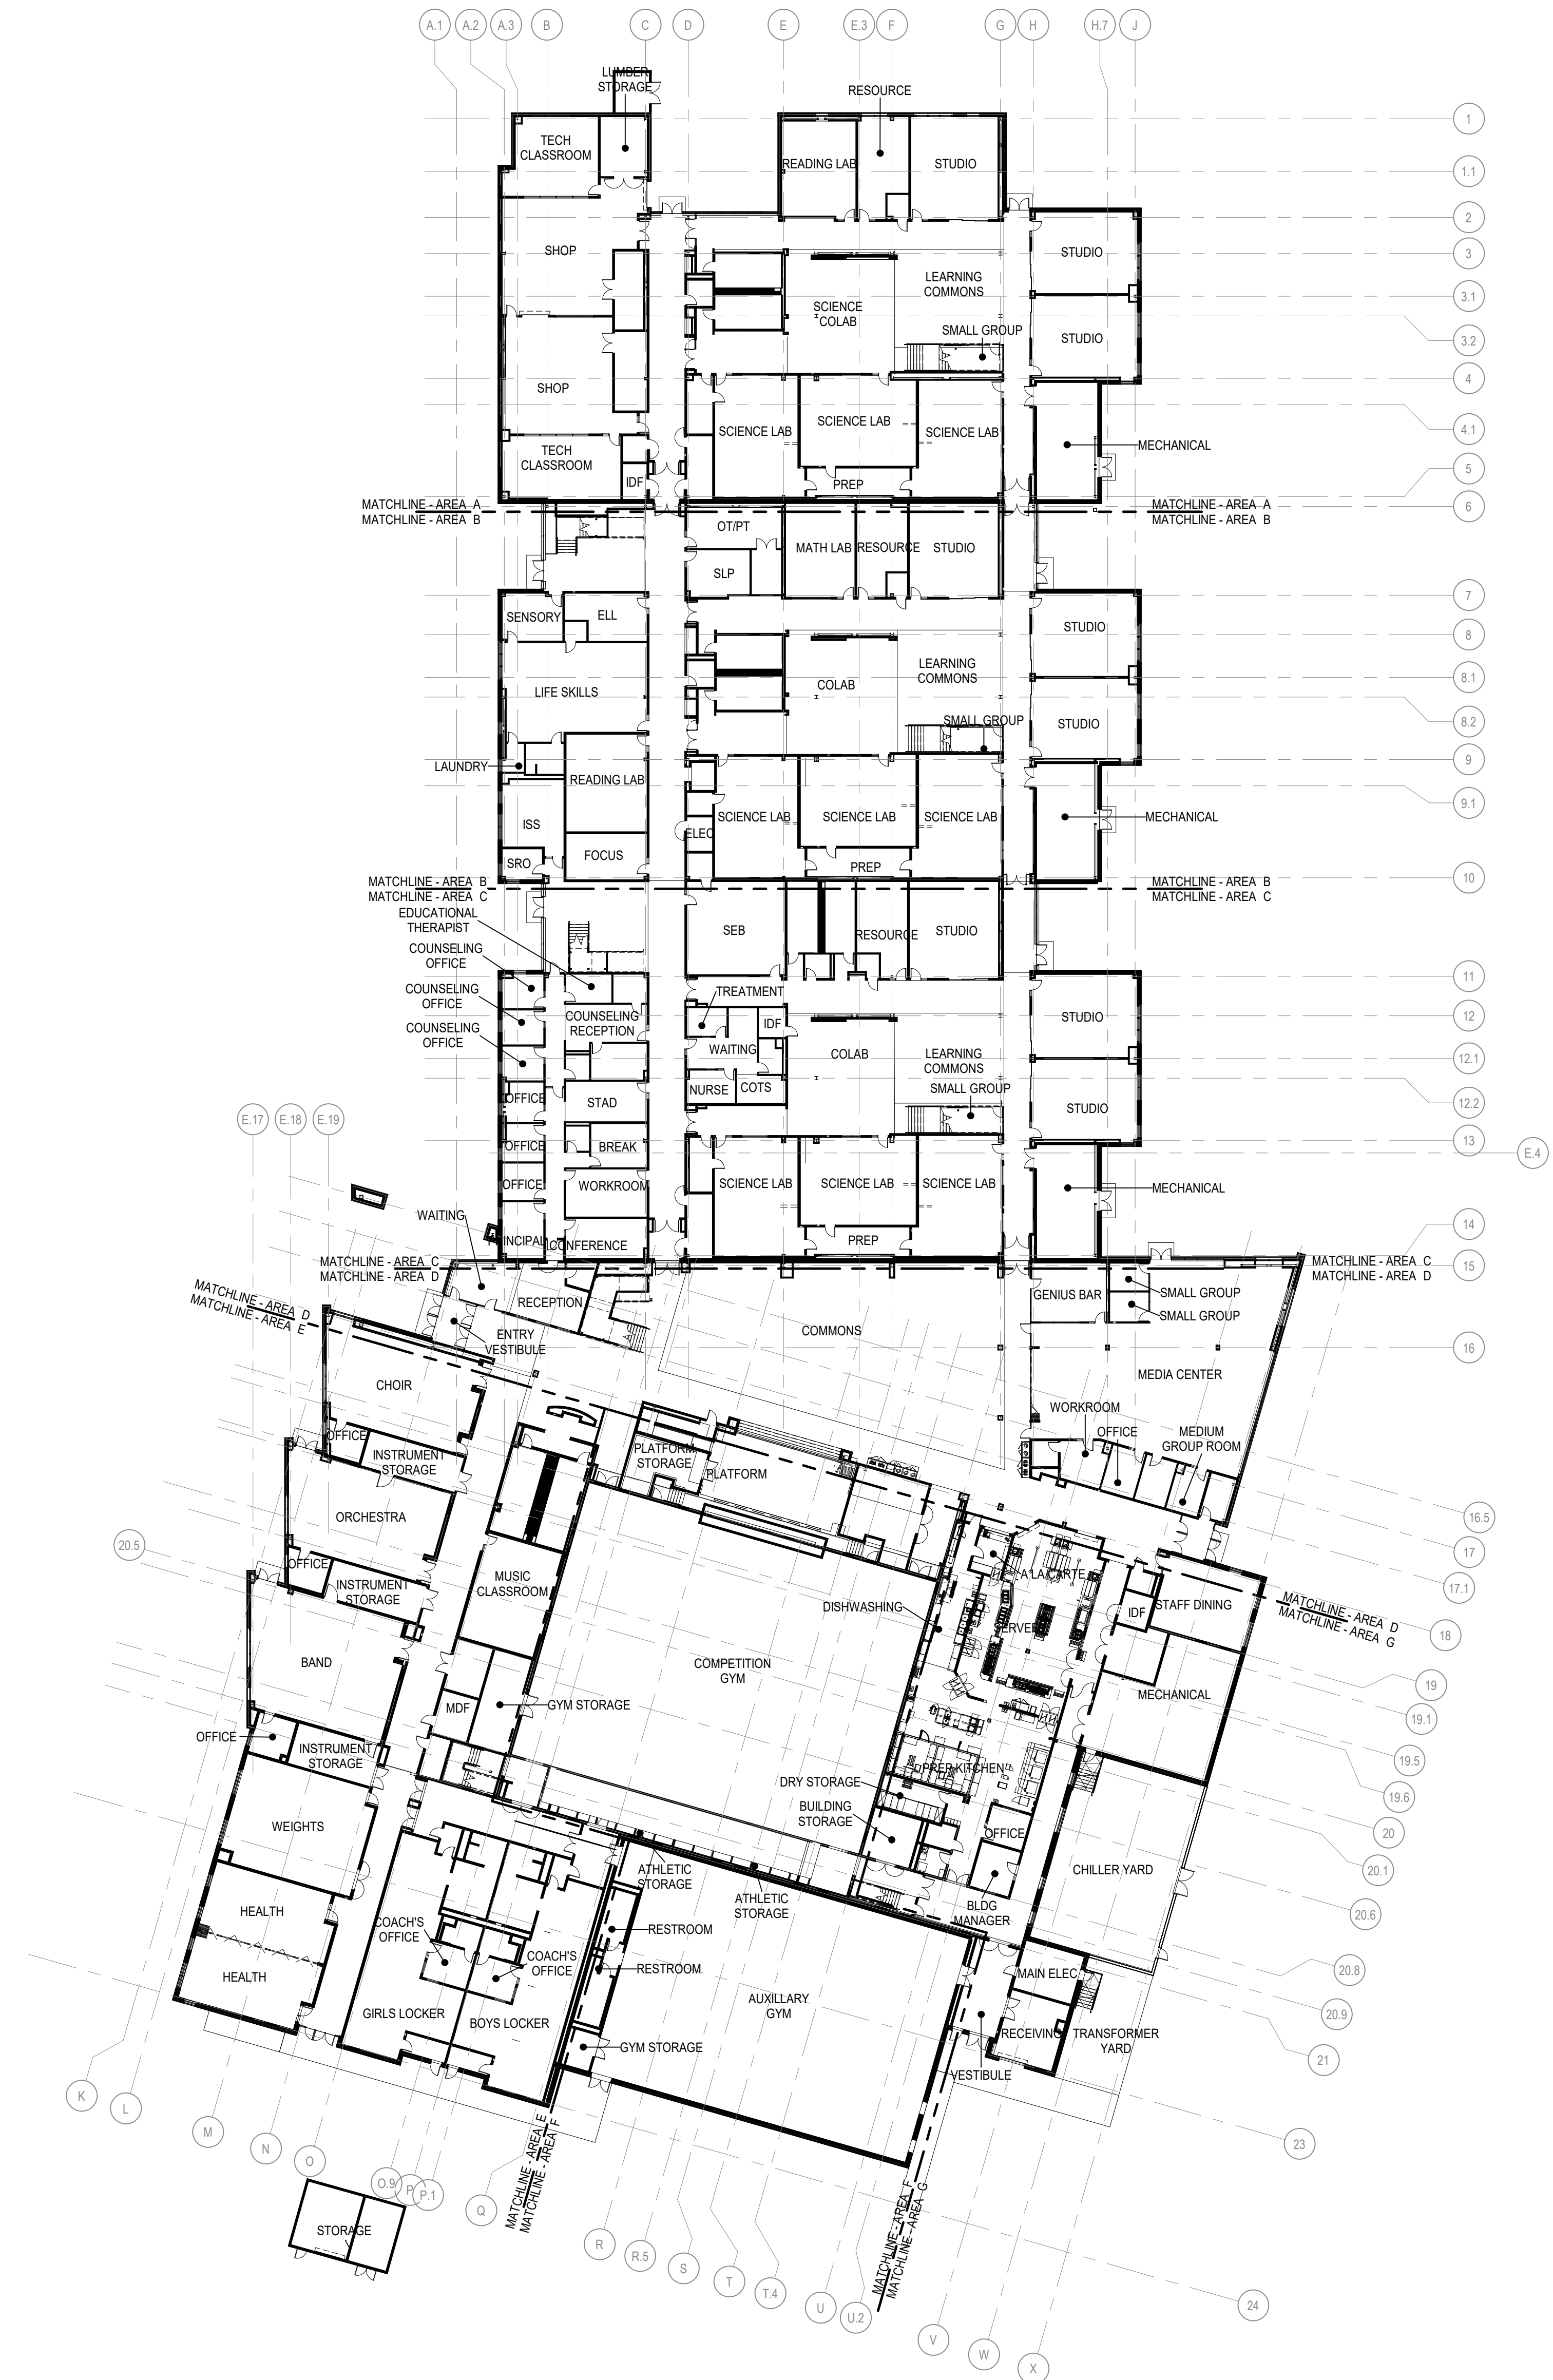 A.1
A.2
A.3
B
C
D
E
E.3
F
G
H
H.7
J
LUMBER
STORAGE
RESOURCE
1
TECH
CLASSROOM
READING LAB
STUDIO
1.1
2
SHOP
STUDIO
3
LEARNING
COMMONS
SCIENCE
COLAB
3.1
SMALL GROUP
STUDIO
3.2
4
SHOP
4.1
SCIENCE LAB
SCIENCE LAB
SCIENCE LAB
MECHANICAL
TECH
CLASSROOM
5
IDF
PREP
MATCHLINE - AREA A
MATCHLINE - AREA B
MATCHLINE - AREA A
MATCHLINE - AREA B
6
OT/PT
MATH LAB
RESOURCE
STUDIO
SLP
7
SENSORY
ELL
STUDIO
8
LEARNING
COMMONS
8.1
LIFE SKILLS
COLAB
SMALL GROUP
STUDIO
8.2
LAUNDRY
READING LAB
9
9.1
ISS
SCIENCE LAB
SCIENCE LAB
SCIENCE LAB
MECHANICAL
ELEC
SRO
FOCUS
PREP
MATCHLINE - AREA B
MATCHLINE - AREA C
MATCHLINE - AREA B
MATCHLINE - AREA C
10
EDUCATIONAL
THERAPIST
SEB
RESOURCE
STUDIO
COUNSELING
OFFICE
11
COUNSELING
OFFICE
TREATMENT
COUNSELING
RECEPTION
IDF
STUDIO
12
COUNSELING
OFFICE
WAITING
COLAB
LEARNING
COMMONS
12.1
NURSE
COTS
SMALL GROUP
OFFICE
STAD
STUDIO
12.2
E.17
E.18
E.19
OFFICE
BREAK
13
E.4
OFFICE
WORKROOM
SCIENCE LAB
SCIENCE LAB
SCIENCE LAB
MECHANICAL
WAITING
14
INCIPAL
CONFERENCE
PREP
MATCHLINE - AREA C
MATCHLINE - AREA D
MATCHLINE - AREA C
MATCHLINE - AREA D
15
MATCHLINE - AREA D
MATCHLINE - AREA E
RECEPTION
GENIUS BAR
SMALL GROUP
SMALL GROUP
ENTRY
VESTIBULE
COMMONS
16
CHOIR
MEDIA CENTER
WORKROOM
OFFICE
OFFICE
MEDIUM
GROUP ROOM
INSTRUMENT
STORAGE
PLATFORM
STORAGE
PLATFORM
ORCHESTRA
16.5
20.5
17
OFFICE
INSTRUMENT
STORAGE
MUSIC
CLASSROOM
A LA CARTE
17.1
DISHWASHING
IDF
STAFF DINING
MATCHLINE - AREA D
MATCHLINE - AREA G
18
BAND
COMPETITION
GYM
MECHANICAL
19
19.1
MDF
GYM STORAGE
OFFICE
INSTRUMENT
STORAGE
19.5
PREP KITCHEN
19.6
DRY STORAGE
BUILDING
STORAGE
WEIGHTS
OFFICE
20
ATHLETIC
STORAGE
CHILLER YARD
20.1
ATHLETIC
STORAGE
HEALTH
BLDG
MANAGER
20.6
COACH'S
OFFICE
RESTROOM
COACH'S
OFFICE
RESTROOM
20.8
HEALTH
MAIN ELEC
AUXILLARY
GYM
20.9
GIRLS LOCKER
BOYS LOCKER
RECEIVING
TRANSFORMER
YARD
GYM STORAGE
21
VESTIBULE
K
L
M
N
O
O.9
P
P.1
Q
MATCHLINE - AREA E
MATCHLINE - AREA F
23
STORAGE
R
R.5
S
T
T.4
U
U.2
MATCHLINE - AREA F
MATCHLINE - AREA G
24
V
W
X